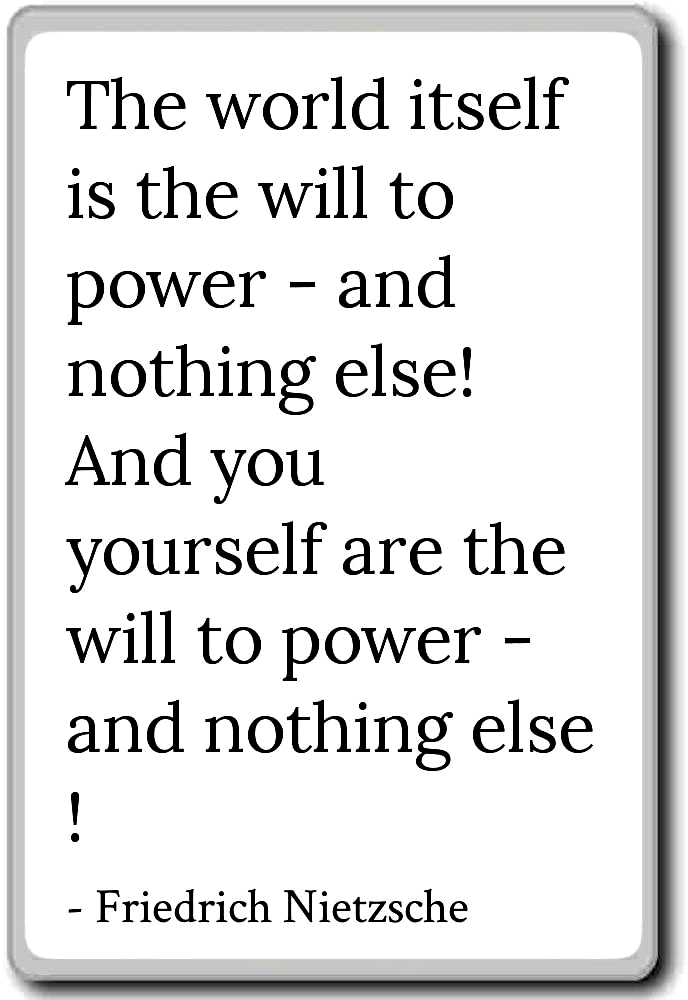 The world itself
is the will to
power - and
nothing else!
And you
yourself are the
will to power -
and nothing else
!
- Friedrich Nietzsche